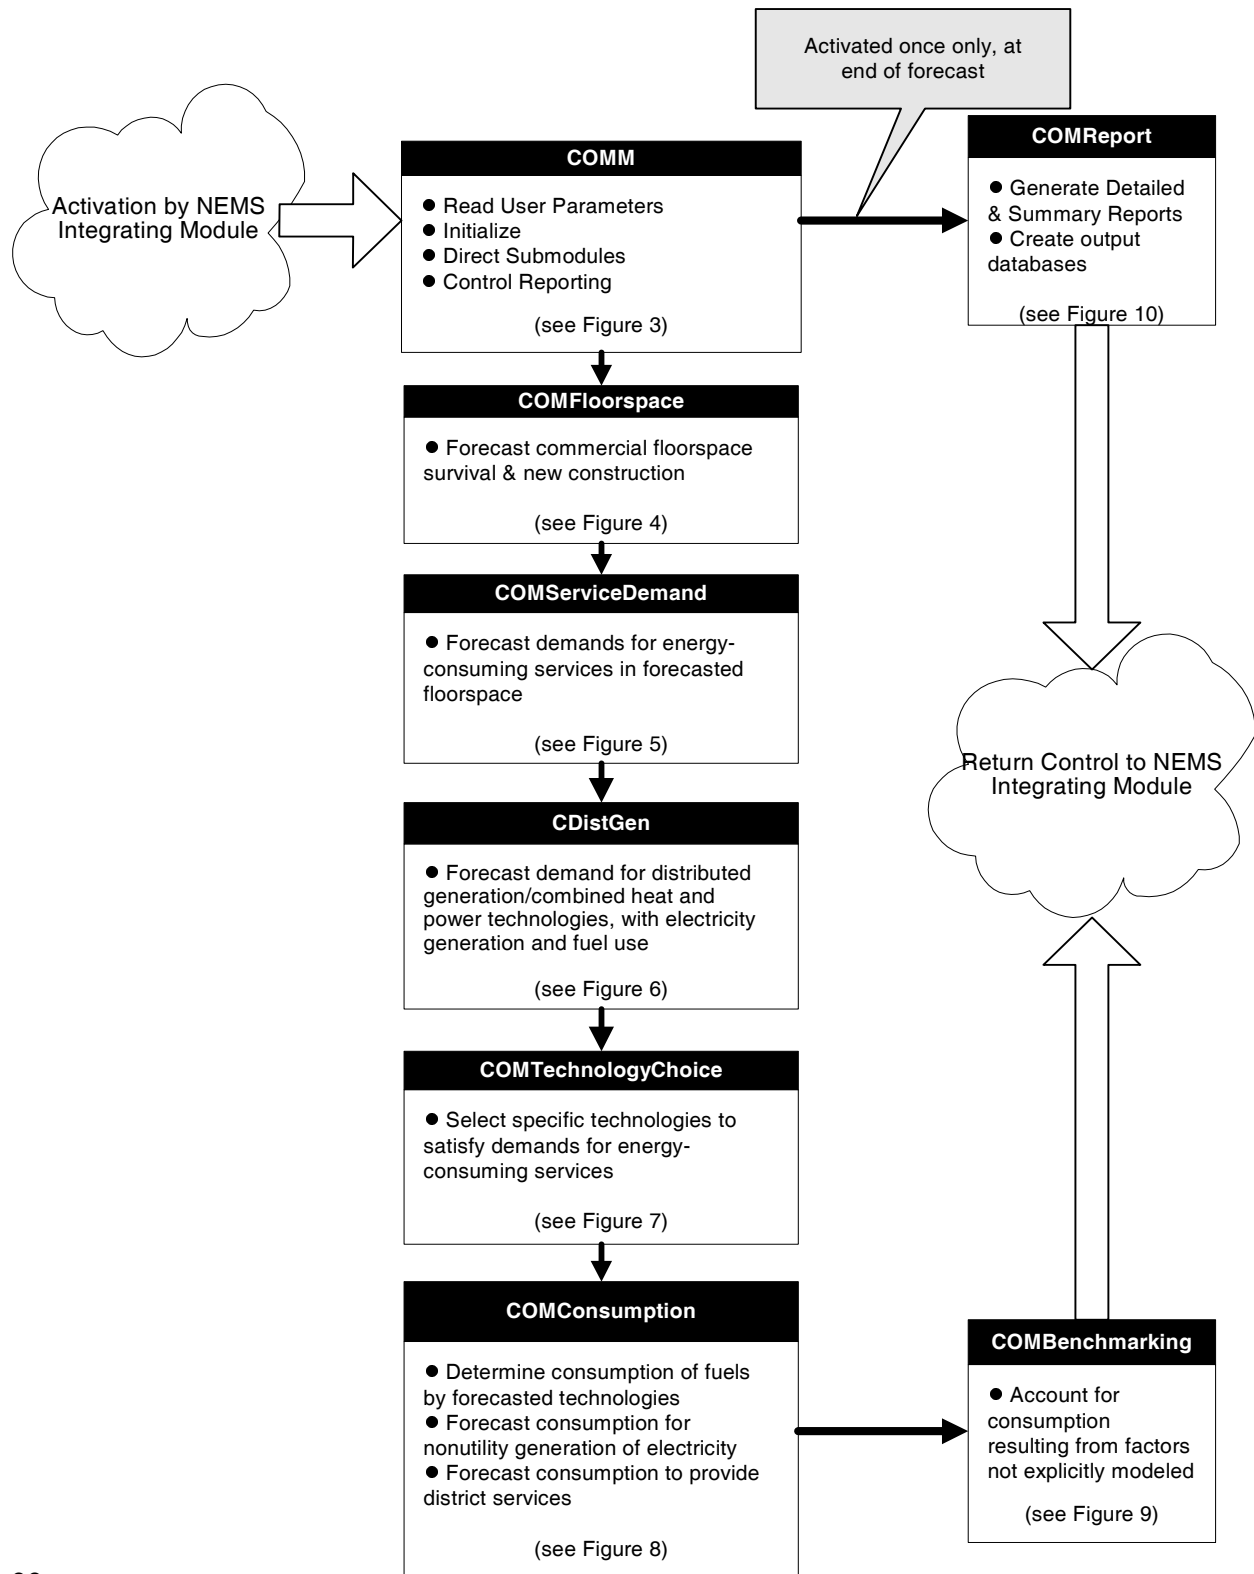 Activated once only, at
end of forecast
Activation by NEMS
Integrating Module
COMM
● Read User Parameters
● Initialize
● Direct Submodules
● Control Reporting
(see Figure 3)
COMReport
● Generate Detailed
& Summary Reports
● Create output
databases
(see Figure 10)
COMFloorspace
● Forecast commercial floorspace
survival & new construction
(see Figure 4)
COMServiceDemand
● Forecast demands for energy-
consuming services in forecasted
floorspace
(see Figure 5)
Return Control to NEMS
Integrating Module
CDistGen
● Forecast demand for distributed
generation/combined heat and
power technologies, with electricity
generation and fuel use
(see Figure 6)
COMTechnologyChoice
● Select specific technologies to
satisfy demands for energy-
consuming services
(see Figure 7)
COMConsumption
● Determine consumption of fuels
by forecasted technologies
● Forecast consumption for
nonutility generation of electricity
● Forecast consumption to provide
district services
(see Figure 8)
COMBenchmarking
● Account for
consumption
resulting from factors
not explicitly modeled
(see Figure 9)